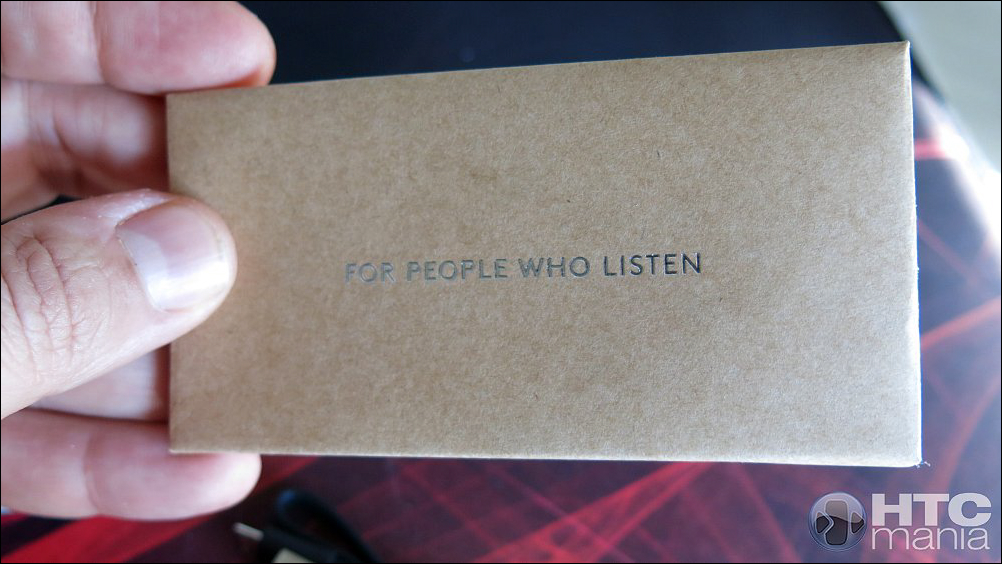 FOR PEOPLE WHO LISTEN
HTC
mania